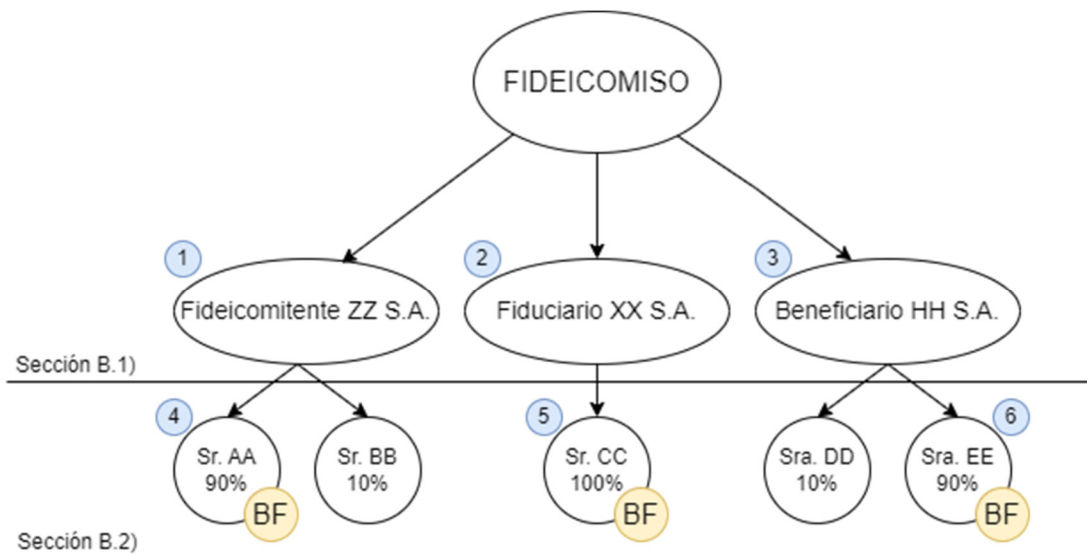 FIDEICOMISO
1
2
3
Fideicomitente ZZ S.A.
Fiduciario XX S.A.
Beneficiario HH S.A.
Sección B.1)
4
5
6
Sr. AA
90%
BF
Sr. BB
10%
Sr. CC
100%
BF
Sra. DD
10%
Sra. EE
90%
BF
Sección B.2)